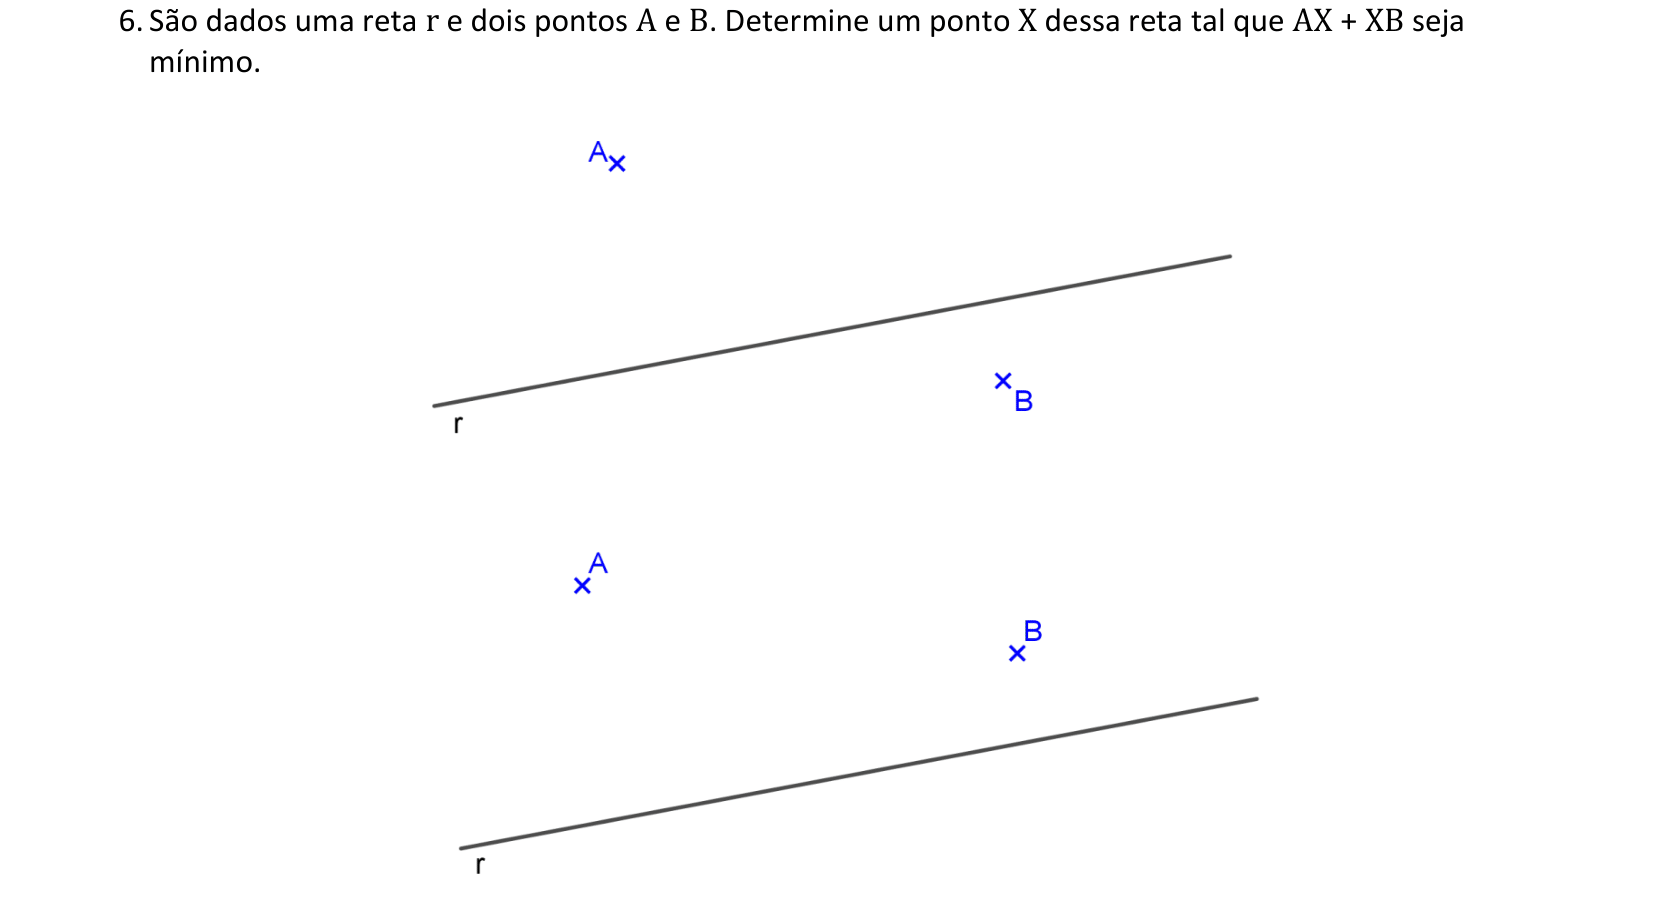 6. São dados uma reta r e dois pontos A e B. Determine um ponto X dessa reta tal que AX + XB seja
mínimo.
A
B
r
A
B
r